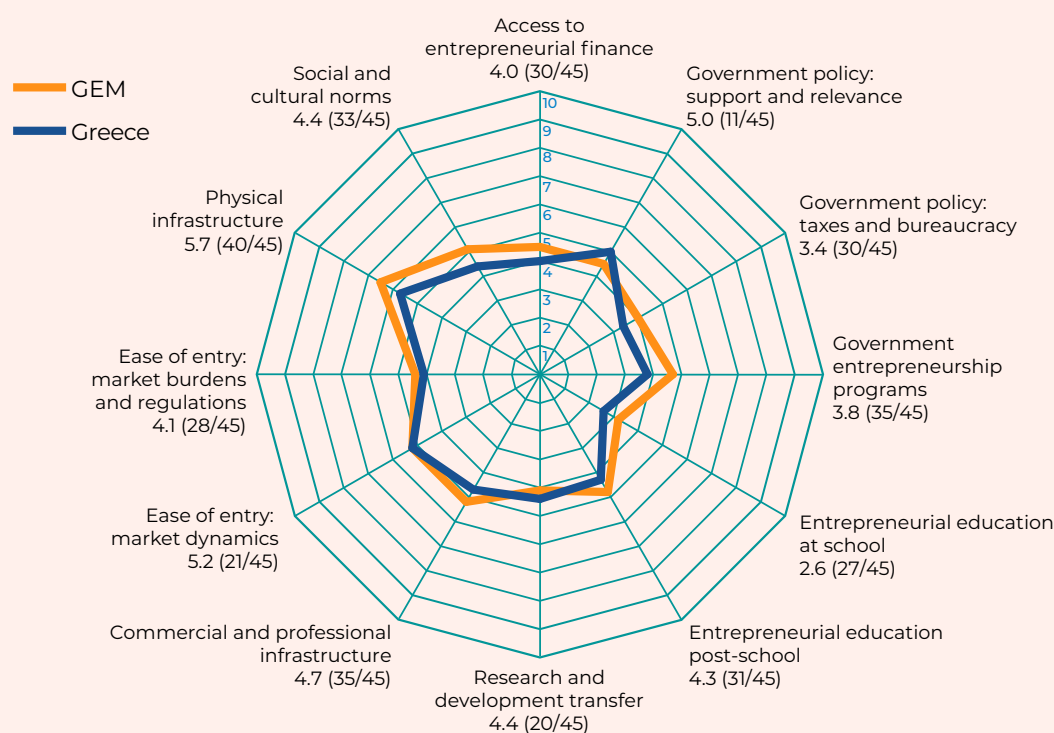 GEM
Greece
Access to
entrepreneurial finance
4.0 (30/45)
Government policy:
support and relevance
5.0 (11/45)
Government policy:
taxes and bureaucracy
3.4 (30/45)
Government
entrepreneurship
programs
3.8 (35/45)
Entrepreneurial education
at school
2.6 (27/45)
Entrepreneurial education
post-school
4.3 (31/45)
Research and
development transfer
4.4 (20/45)
Commercial and professional
infrastructure
4.7 (35/45)
Ease of entry:
market dynamics
5.2 (21/45)
Ease of entry:
market burdens
and regulations
4.1 (28/45)
Physical
infrastructure
5.7 (40/45)
Social and
cultural norms
4.4 (33/45)
10
9
8
7
6
5
4
3
2
1